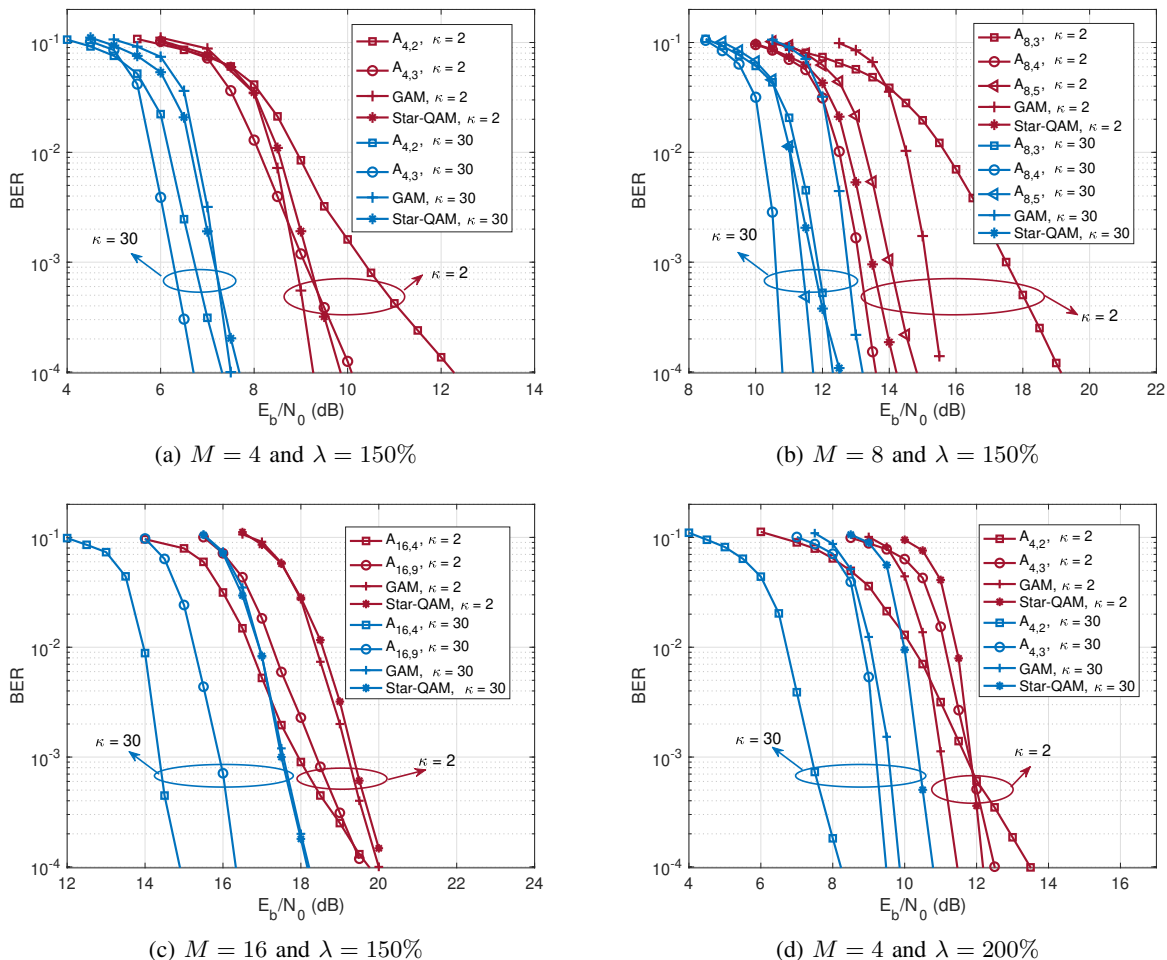 10^{-1}
10^{-2}
10^{-3}
10^{-4}
BER
4 6 8 10 12 14
E_b/N_0 (dB)
A_{4,2}, κ = 2
A_{4,3}, κ = 2
GAM, κ = 2
Star-QAM, κ = 2
A_{4,2}, κ = 30
A_{4,3}, κ = 30
GAM, κ = 30
Star-QAM, κ = 30
κ = 30
κ = 2
(a) M = 4 and λ = 150%
10^{-1}
10^{-2}
10^{-3}
10^{-4}
BER
8 10 12 14 16 18 20 22
E_b/N_0 (dB)
A_{8,3}, κ = 2
A_{8,4}, κ = 2
A_{8,5}, κ = 2
GAM, κ = 2
Star-QAM, κ = 2
A_{8,3}, κ = 30
A_{8,4}, κ = 30
A_{8,5}, κ = 30
GAM, κ = 30
Star-QAM, κ = 30
κ = 30
κ = 2
(b) M = 8 and λ = 150%
10^{-1}
10^{-2}
10^{-3}
10^{-4}
BER
12 14 16 18 20 22 24
E_b/N_0 (dB)
A_{16,4}, κ = 2
A_{16,9}, κ = 2
GAM, κ = 2
Star-QAM, κ = 2
A_{16,4}, κ = 30
A_{16,9}, κ = 30
GAM, κ = 30
Star-QAM, κ = 30
κ = 30
κ = 2
(c) M = 16 and λ = 150%
10^{-1}
10^{-2}
10^{-3}
10^{-4}
BER
4 6 8 10 12 14 16
E_b/N_0 (dB)
A_{4,2}, κ = 2
A_{4,3}, κ = 2
GAM, κ = 2
Star-QAM, κ = 2
A_{4,2}, κ = 30
A_{4,3}, κ = 30
GAM, κ = 30
Star-QAM, κ = 30
κ = 30
κ = 2
(d) M = 4 and λ = 200%